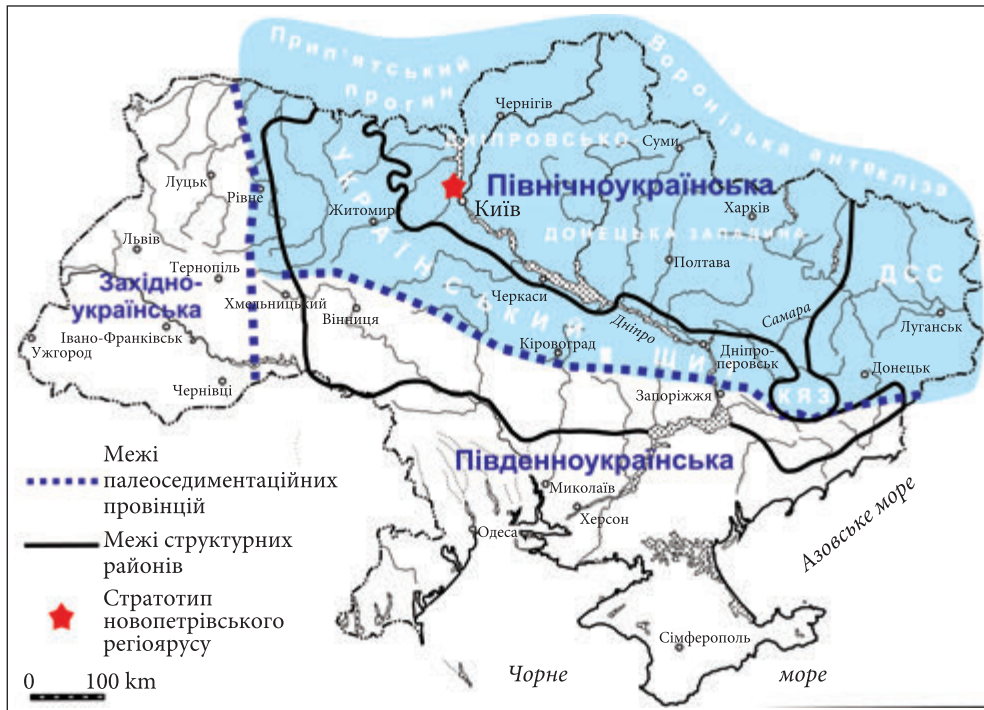 Прип'ятський
прогин
Воронізька антекліза
Чернігів
ДНІПРОВСЬКО
Суми
УКРАЇНСЬКИЙ ЩИ
Луцьк
Рівне
Північноукраїнська
Житомир
Київ
Харків
Львів
ДОНЕЦЬКА ЗАПАДИНА
Тернопіль
Полтава
ДСС
Західно-
українська
Хмельницький
Черкаси
Самара
Вінниця
Луганськ
Івано-Франківськ
Дніпро
Ужгород
Кіровоград
Дніпро-
перовськ
Донецьк
Чернівці
Запоріжжя
КЯЗ
Південноукраїнська
Миколаїв
Херсон
Одеса
Азовське море
Сімферополь
Чорне море
Межі
палеоседиментаційних
провінцій
Межі структурних
районів
Стратотип
новопетрівського
регіоярусу
0 100 km